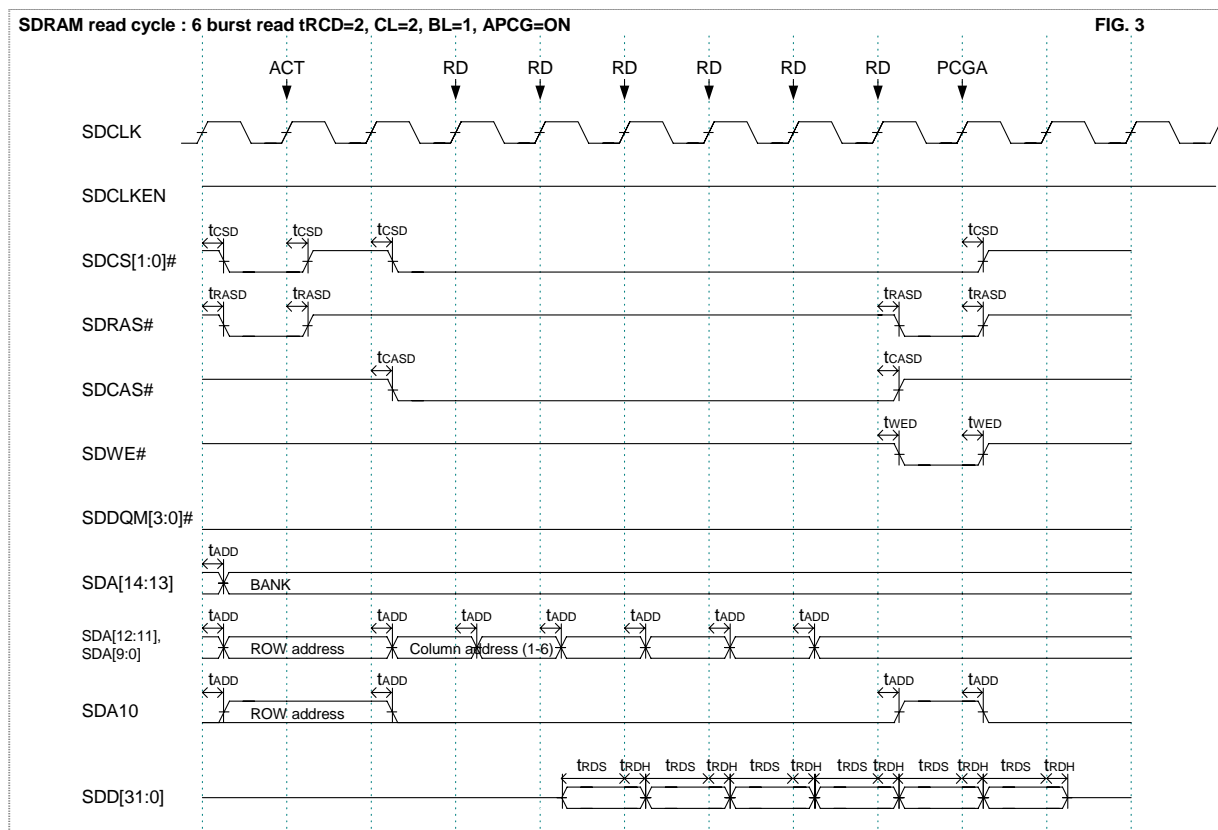 SDRAM read cycle : 6 burst read tRCD=2, CL=2, BL=1, APCG=ON FIG. 3
ACT RD RD RD RD RD RD PCGA
SDCLK
SDCLKEN
tCSD tCSD tCSD tCSD
SDCS[1:0]#
tRASD tRASD tRASD tRASD
SDRAS#
tCASD tCASD
SDCAS#
tWED tWED
SDWE#
SDDQM[3:0]#
tADD
SDA[14:13] BANK
tADD tADD tADD tADD tADD tADD tADD
SDA[12:11],
SDA[9:0] ROW address Column address (1-6)
tADD tADD tADD tADD
SDA10 ROW address
tRDS tRDH tRDS tRDH tRDS tRDH tRDS tRDH tRDS tRDH tRDS tRDH
SDD[31:0]